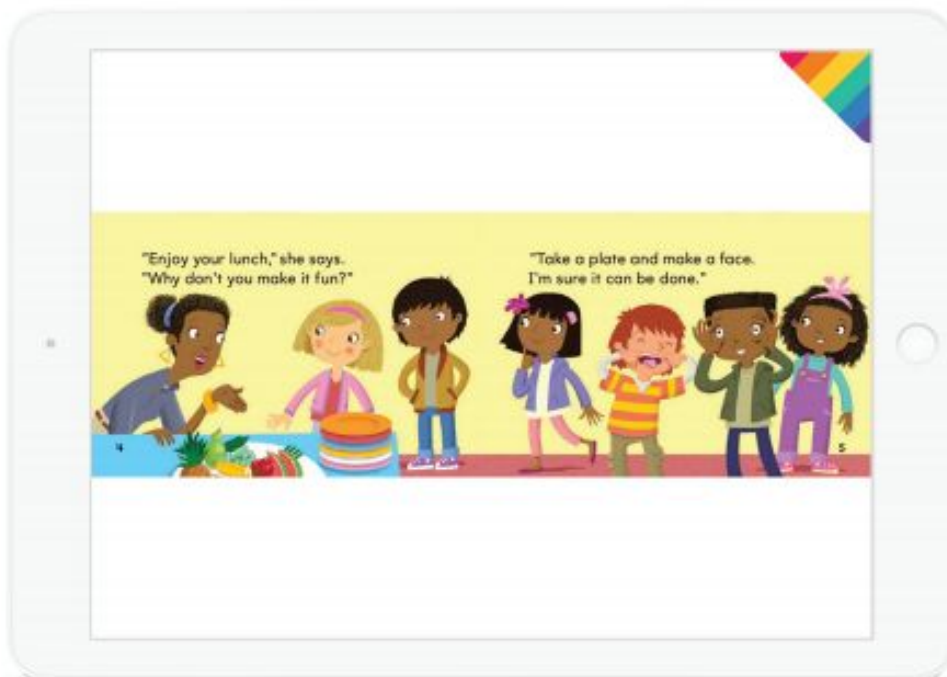 "Enjoy your lunch," she says.
"Why don't you make it fun?"
"Take a plate and make a face.
I'm sure it can be done."
4
5